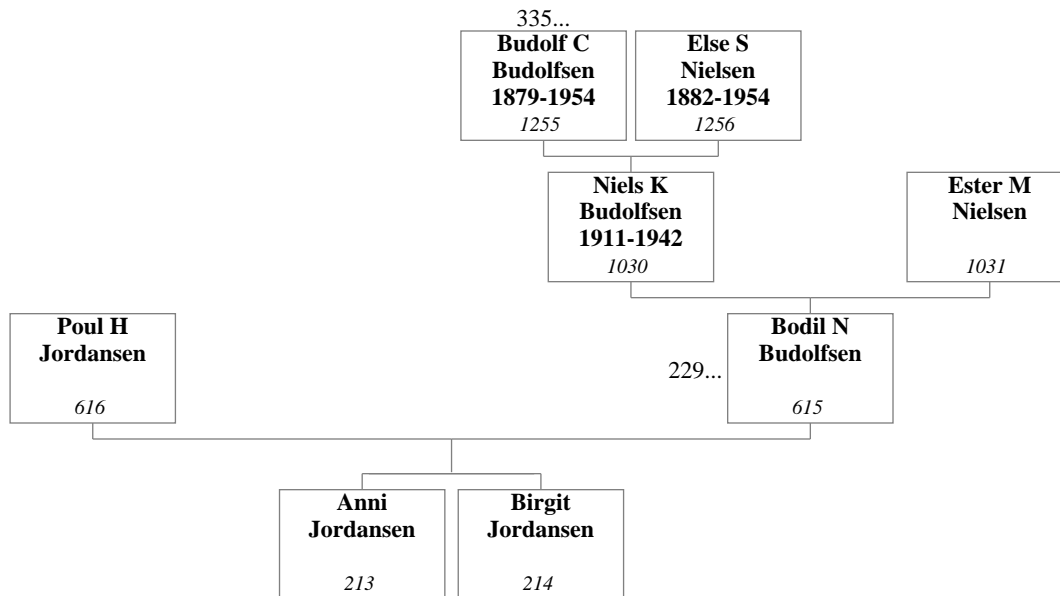 335...
Budolf C
Budolfsen
1879-1954
1255
Else S
Nielsen
1882-1954
1256
Niels K
Budolfsen
1911-1942
1030
Ester M
Nielsen
1031
Poul H
Jordansen
616
229...
Bodil N
Budolfsen
615
Anni
Jordansen
213
Birgit
Jordansen
214